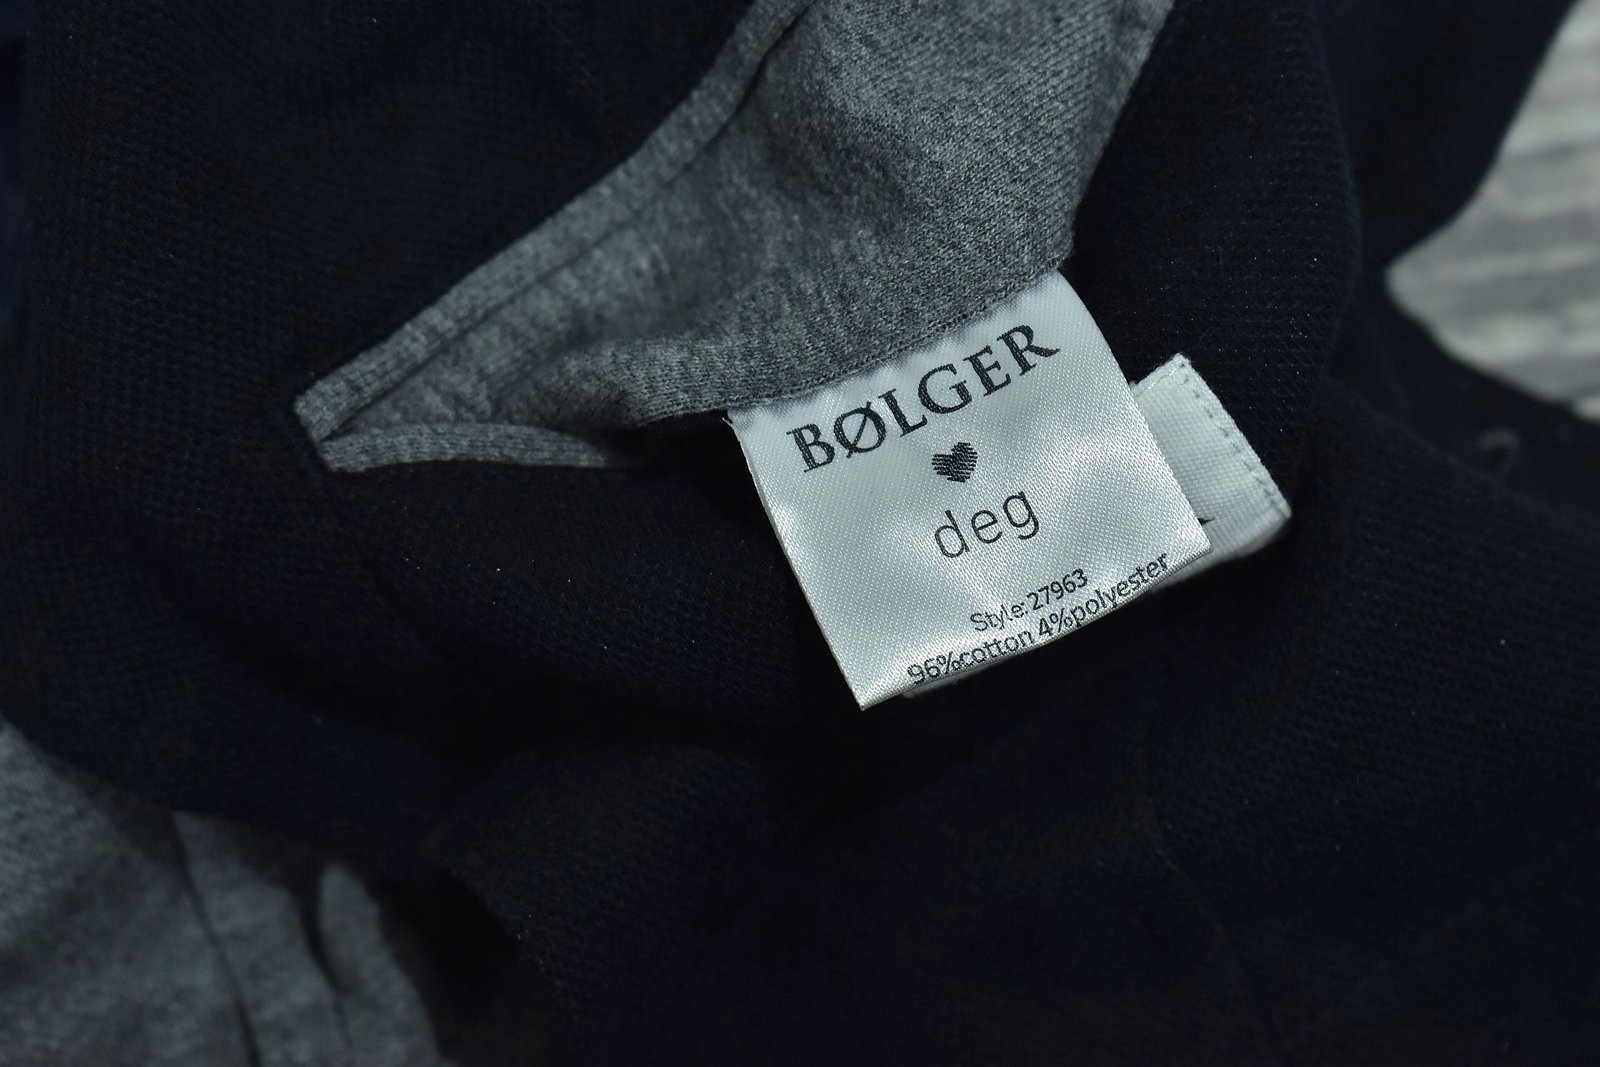 BØLGER
deg
Style: 27963
96%cotton 4%polyester